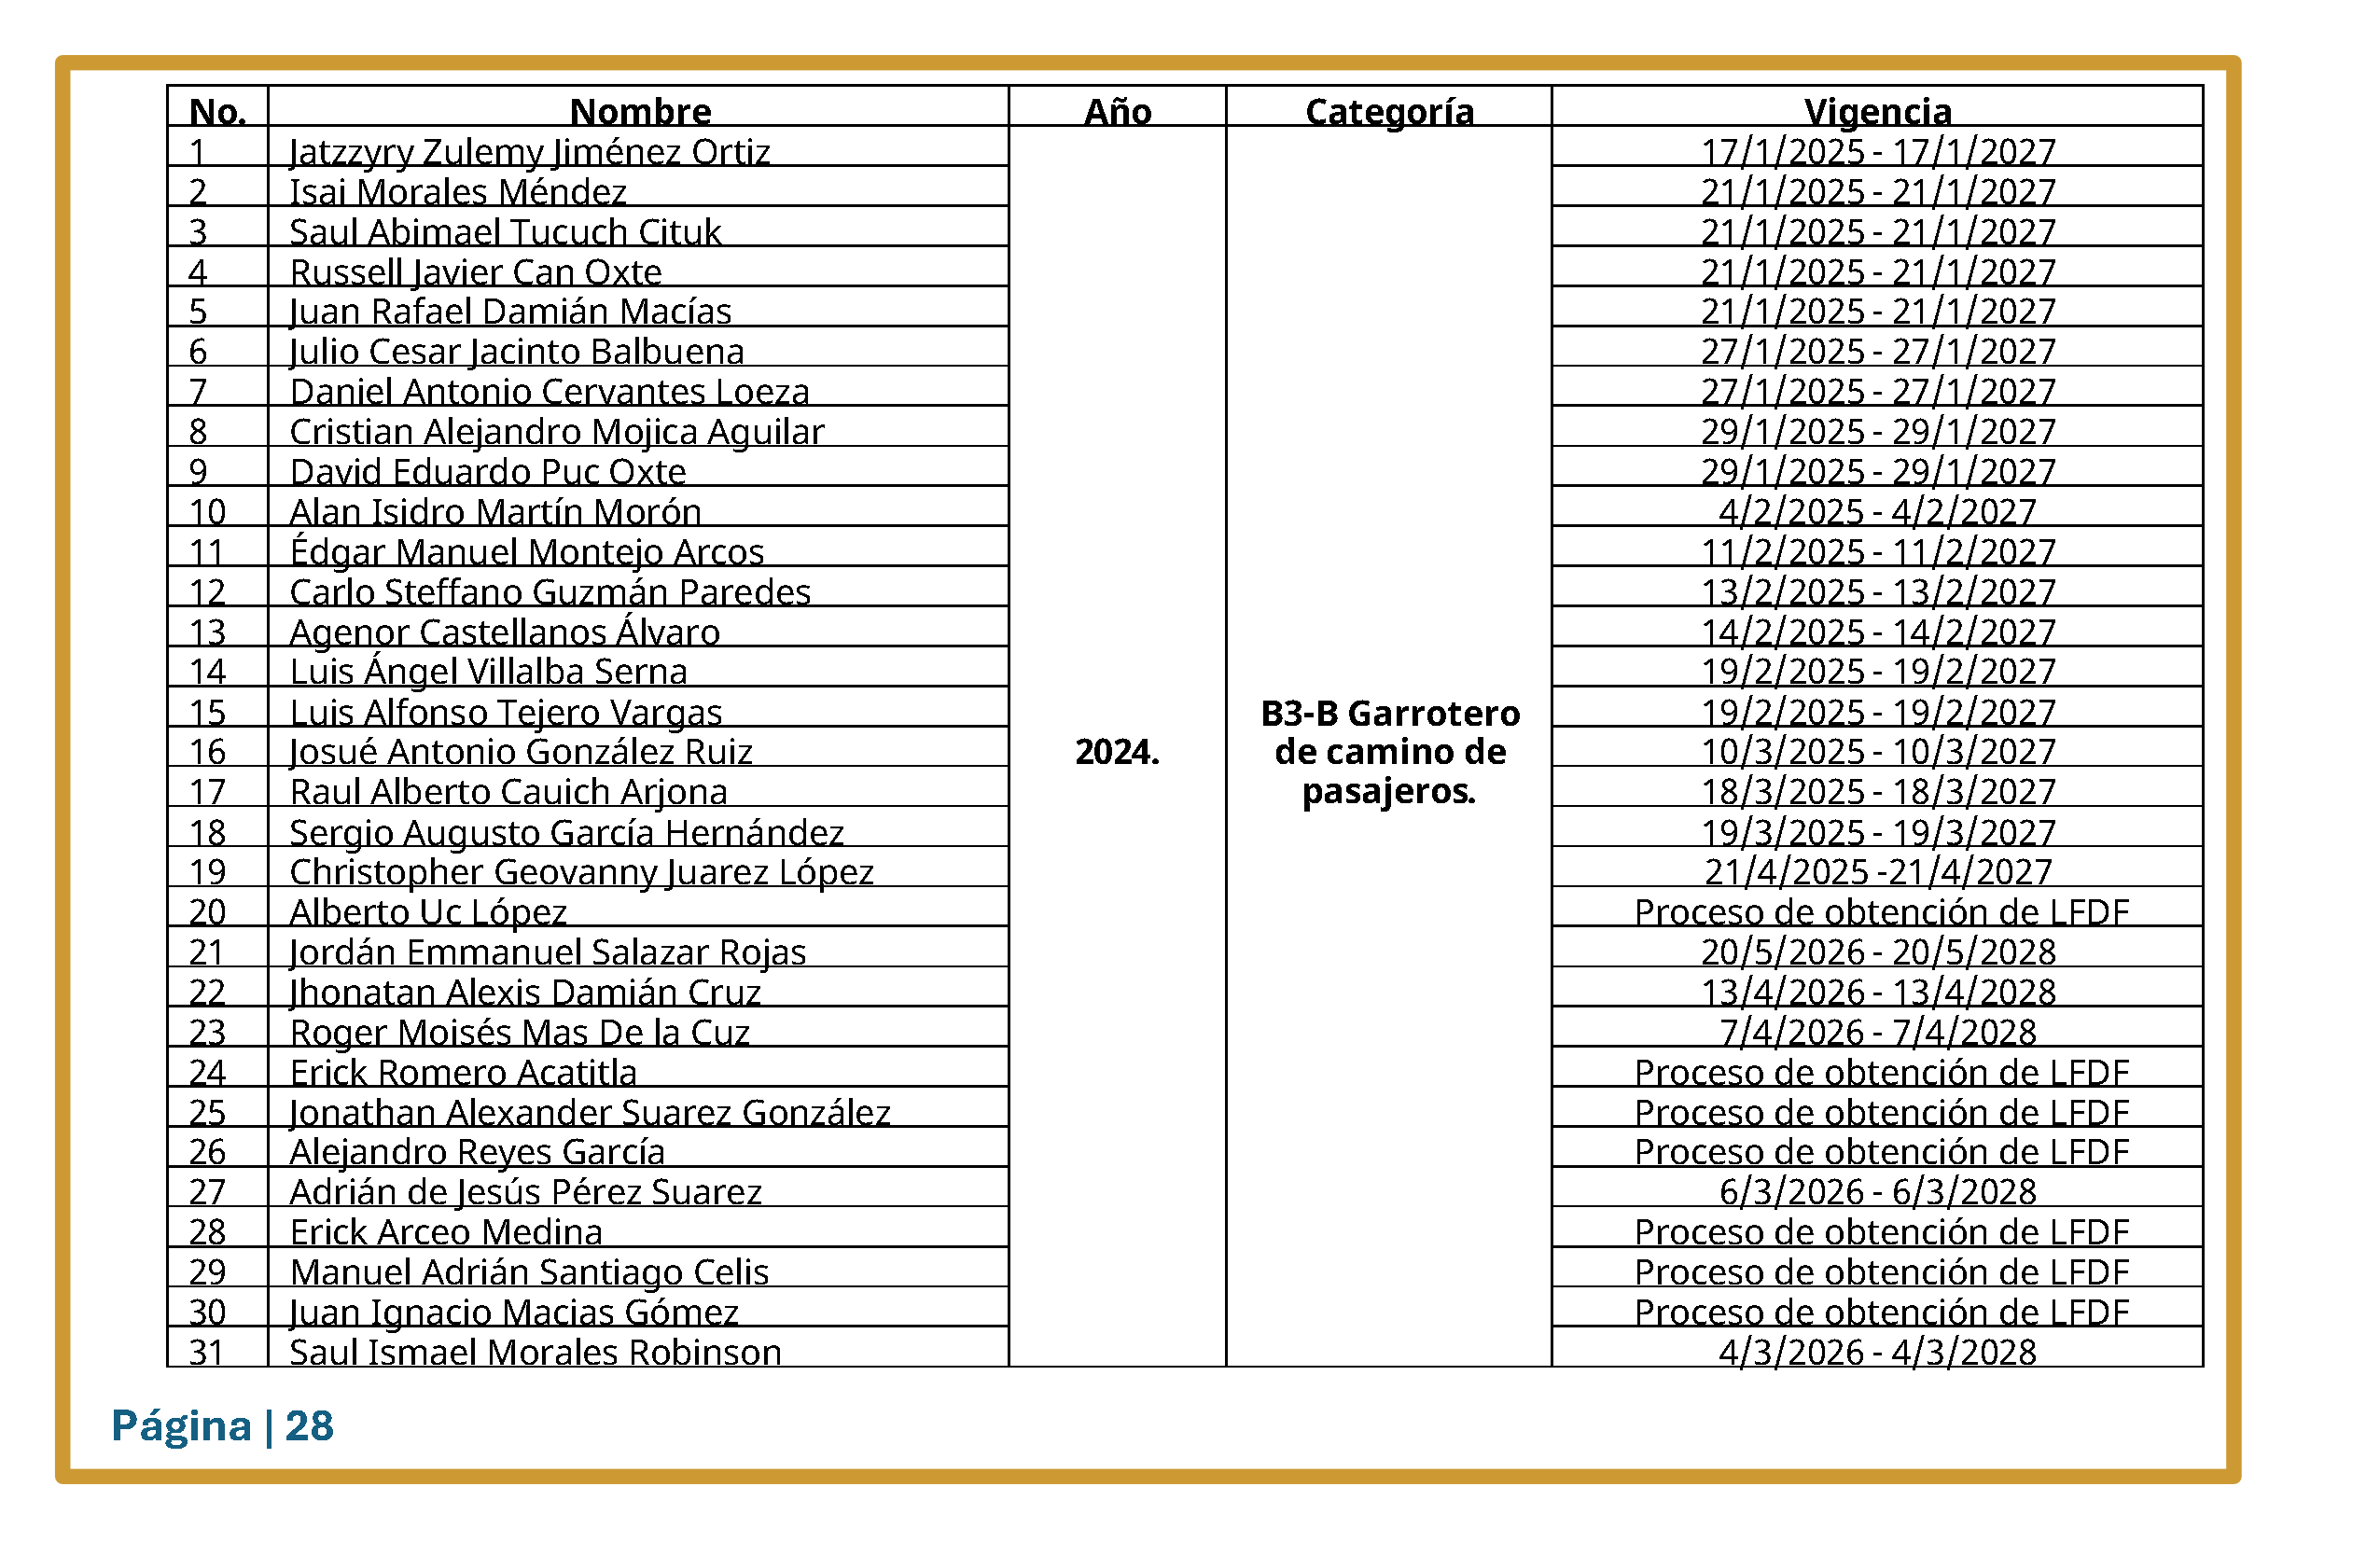 No. Nombre Año Categoría Vigencia
1 Jatzzyry Zulemy Jiménez Ortiz 17/1/2025 - 17/1/2027
2 Isai Morales Méndez 21/1/2025 - 21/1/2027
3 Saul Abimael Tucuch Cituk 21/1/2025 - 21/1/2027
4 Russell Javier Can Oxte 21/1/2025 - 21/1/2027
5 Juan Rafael Damián Macías 21/1/2025 - 21/1/2027
6 Julio Cesar Jacinto Balbuena 27/1/2025 - 27/1/2027
7 Daniel Antonio Cervantes Loeza 27/1/2025 - 27/1/2027
8 Cristian Alejandro Mojica Aguilar 29/1/2025 - 29/1/2027
9 David Eduardo Puc Oxte 29/1/2025 - 29/1/2027
10 Alan Isidro Martín Morón 4/2/2025 - 4/2/2027
11 Édgar Manuel Montejo Arcos 11/2/2025 - 11/2/2027
12 Carlo Steffano Guzmán Paredes 13/2/2025 - 13/2/2027
13 Agenor Castellanos Álvaro 14/2/2025 - 14/2/2027
14 Luis Ángel Villalba Serna 19/2/2025 - 19/2/2027
15 Luis Alfonso Tejero Vargas B3-B Garrotero 19/2/2025 - 19/2/2027
16 Josué Antonio González Ruiz 2024. de camino de 10/3/2025 - 10/3/2027
17 Raul Alberto Cauich Arjona pasajeros. 18/3/2025 - 18/3/2027
18 Sergio Augusto García Hernández 19/3/2025 - 19/3/2027
19 Christopher Geovanny Juarez López 21/4/2025 -21/4/2027
20 Alberto Uc López Proceso de obtención de LFDF
21 Jordán Emmanuel Salazar Rojas 20/5/2026 - 20/5/2028
22 Jhonatan Alexis Damián Cruz 13/4/2026 - 13/4/2028
23 Roger Moisés Mas De la Cuz 7/4/2026 - 7/4/2028
24 Erick Romero Acatitla Proceso de obtención de LFDF
25 Jonathan Alexander Suarez González Proceso de obtención de LFDF
26 Alejandro Reyes García Proceso de obtención de LFDF
27 Adrián de Jesús Pérez Suarez 6/3/2026 - 6/3/2028
28 Erick Arceo Medina Proceso de obtención de LFDF
29 Manuel Adrián Santiago Celis Proceso de obtención de LFDF
30 Juan Ignacio Macias Gómez Proceso de obtención de LFDF
31 Saul Ismael Morales Robinson 4/3/2026 - 4/3/2028
Página | 28